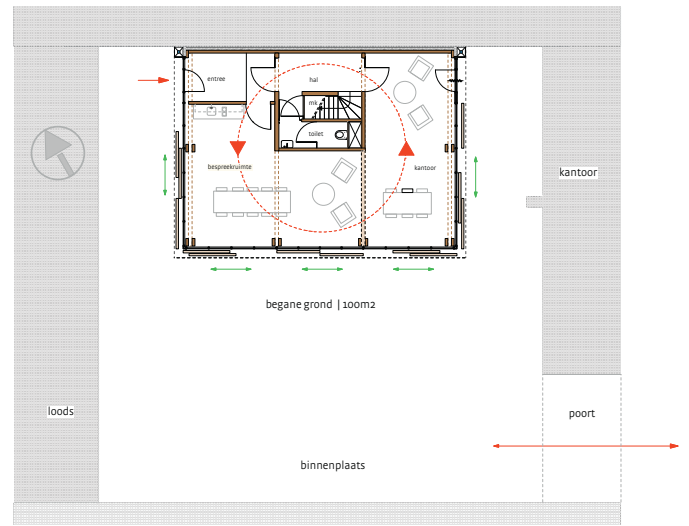 entree
hal
mk
toilet
bespreekruimte
kantoor
kantoor
begane grond | 100m2
loods
poort
binnenplaats